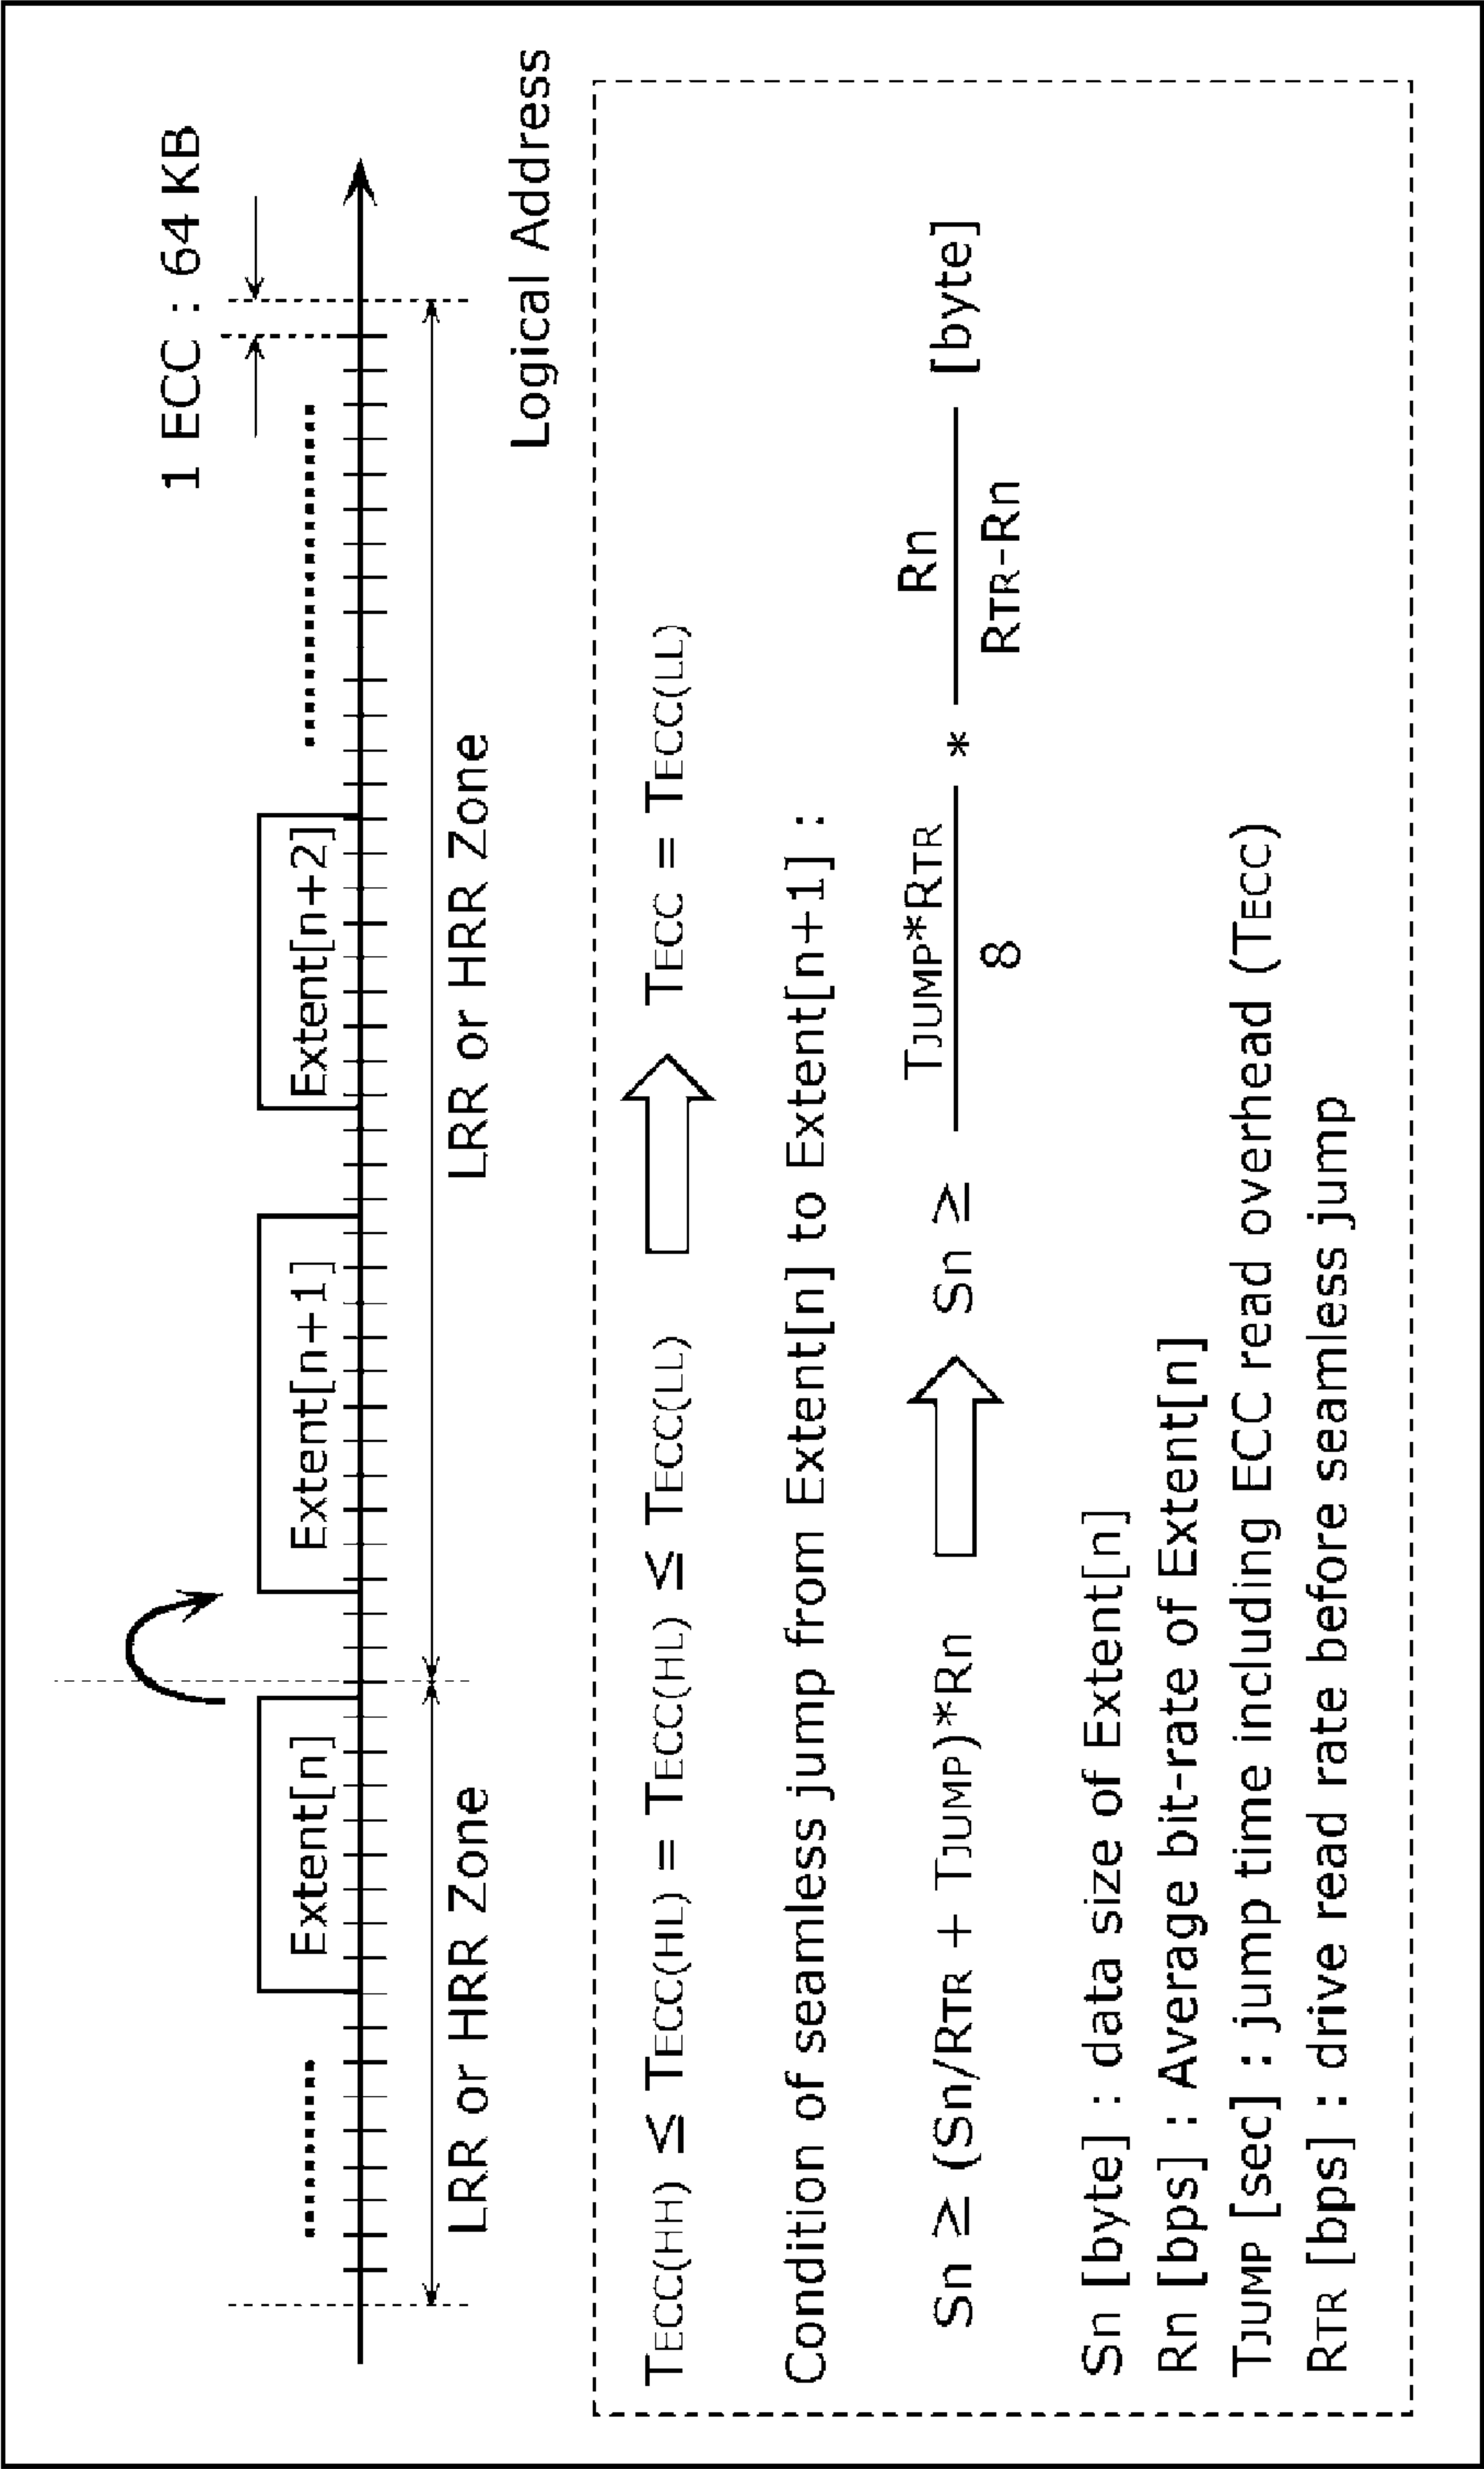 1 ECC : 64 KB
Extent[n]
Extent[n+1]
Extent[n+2]
LRR or HRR Zone
LRR or HRR Zone
Logical Address
TECC(HH) ≤ TECC(HL) = TECC(HL) ≤ TECC(LL) TECC = TECC(LL)
Condition of seamless jump from Extent[n] to Extent[n+1] :
Sn ≥ (Sn/RTR + TJUMP)*Rn Sn ≥ TJUMP*RTR / 8 * Rn / RTR-Rn [byte]
Sn [byte] : data size of Extent[n]
Rn [bps] : Average bit-rate of Extent[n]
TJUMP [sec] : jump time including ECC read overhead (TECC)
RTR [bps] : drive read rate before seamless jump